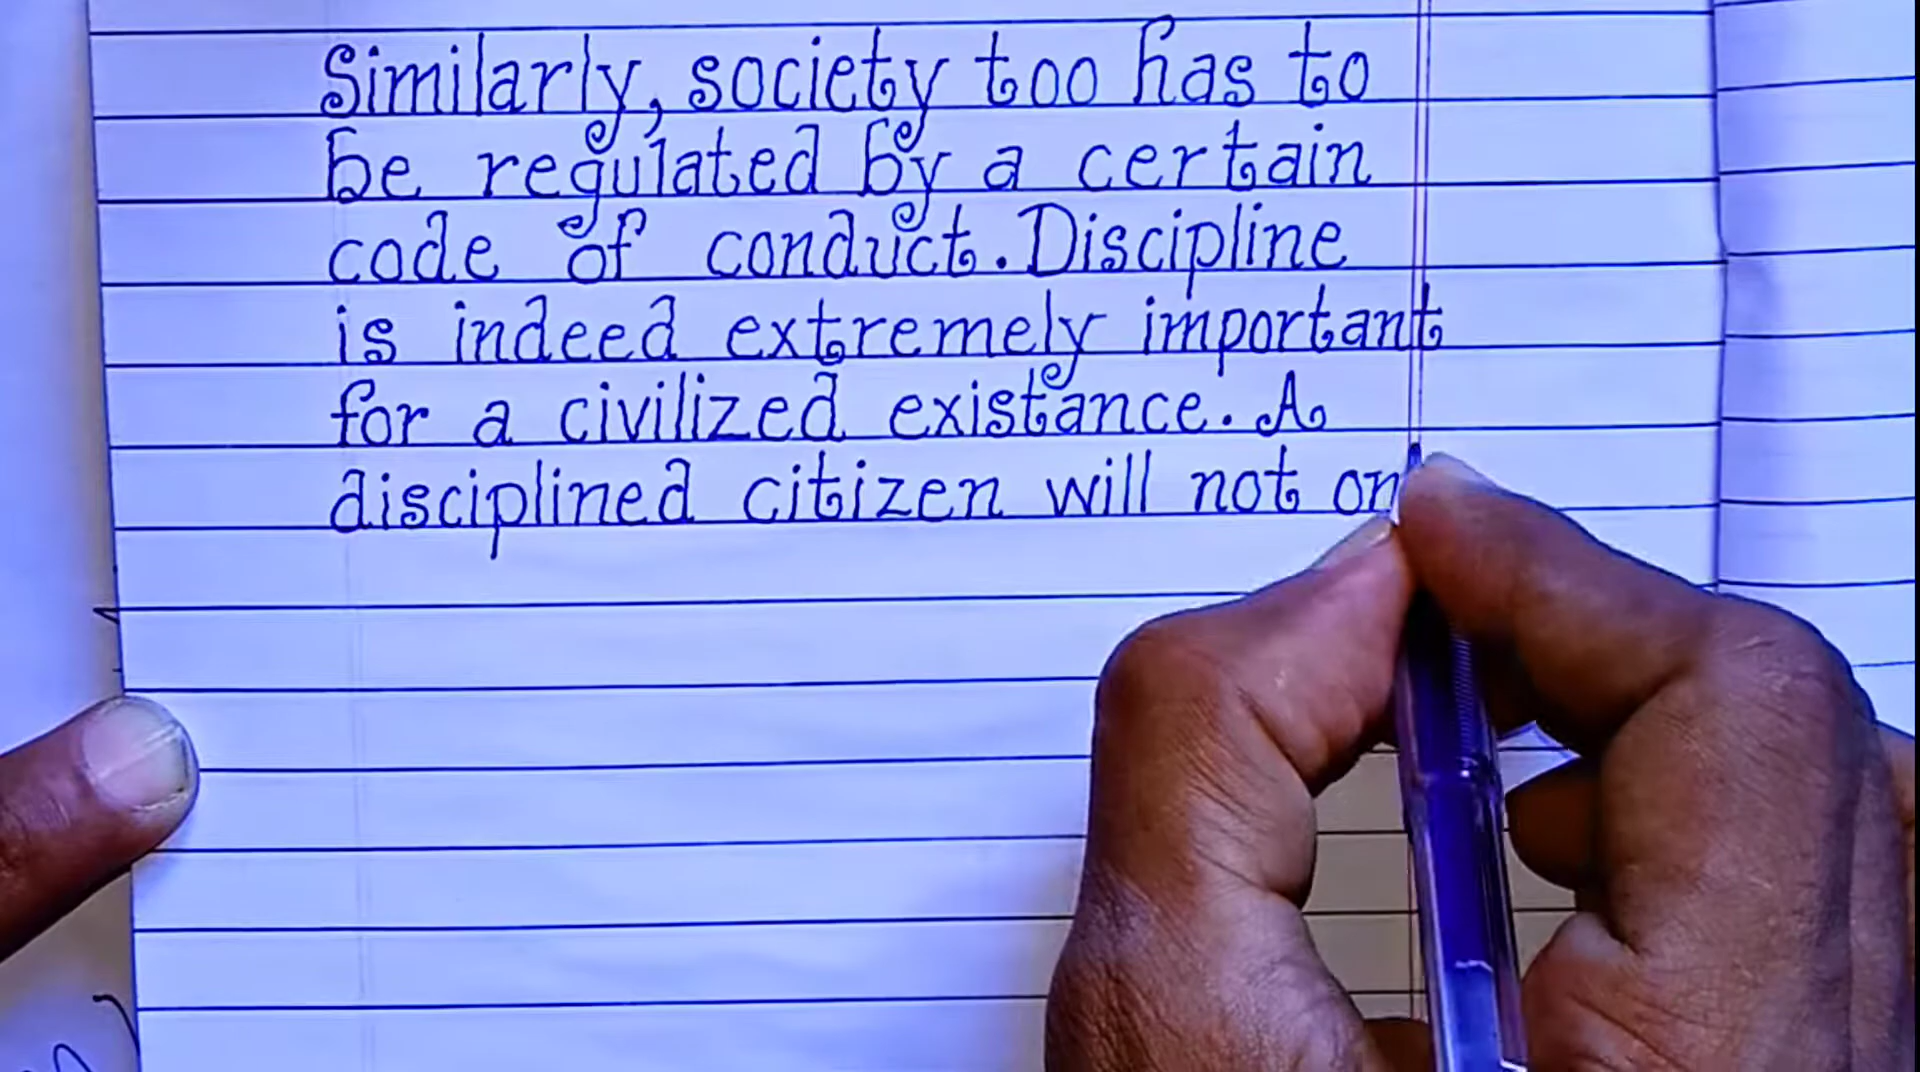 Similarly, society too has to
be regulated by a certain
code of conduct. Discipline
is indeed extremely important
for a civilized existance. A
disciplined citizen will not on